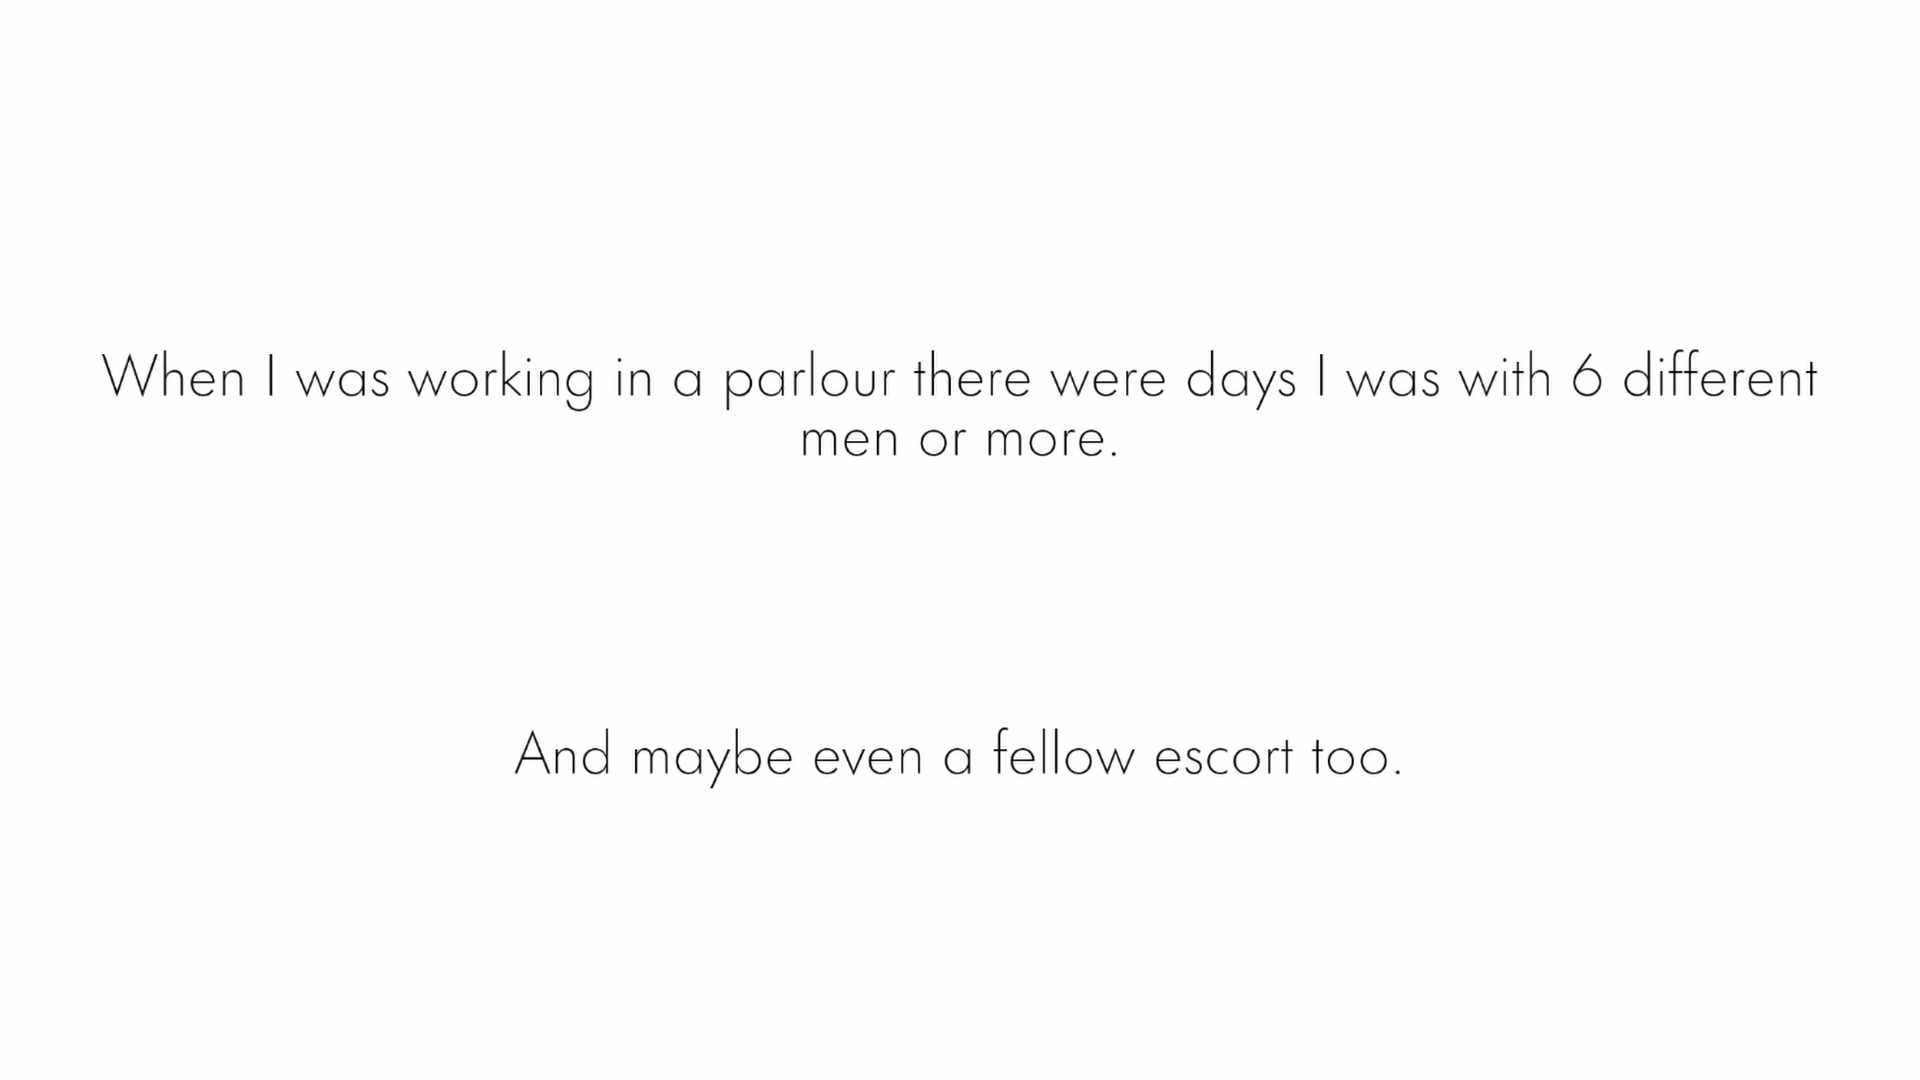 When I was working in a parlour there were days I was with 6 different
men or more.
And maybe even a fellow escort too.